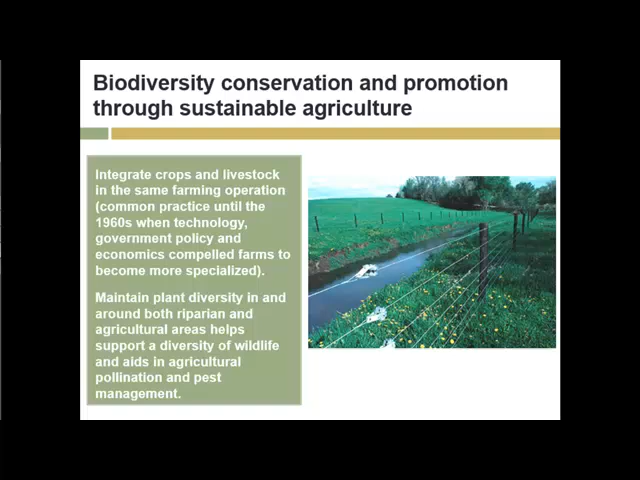 Biodiversity conservation and promotion
through sustainable agriculture
Integrate crops and livestock
in the same farming operation
(common practice until the
1960s when technology,
government policy and
economics compelled farms to
become more specialized).
Maintain plant diversity in and
around both riparian and
agricultural areas helps
support a diversity of wildlife
and aids in agricultural
pollination and pest
management.